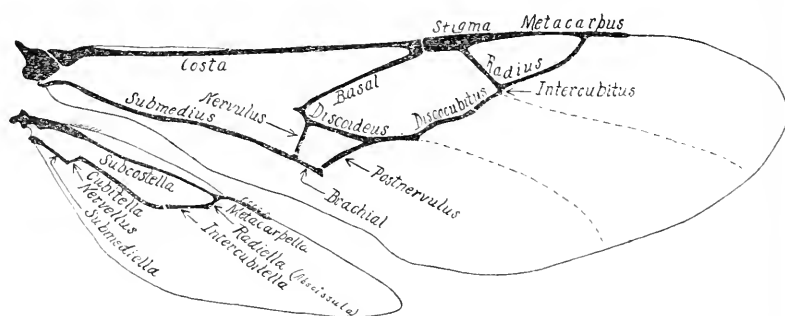 Stigma
Metacarpus
Costa
Radius
Basal
Intercubitus
Nervulus
Discoideus
Discocubitus
Submedius
Postnervulus
Brachial
Subcostella
Cubitella
Nervellus
Submediella
Metacarpella
Radiella (Abscissula)
Intercubitella